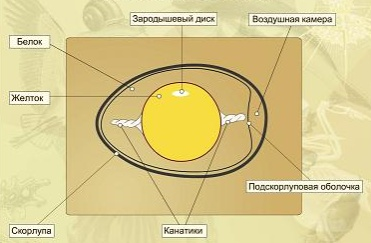 Зародышевый диск
Воздушная камера
Белок
Желток
Подскорлуповая оболочка
Скорлупа
Канатики